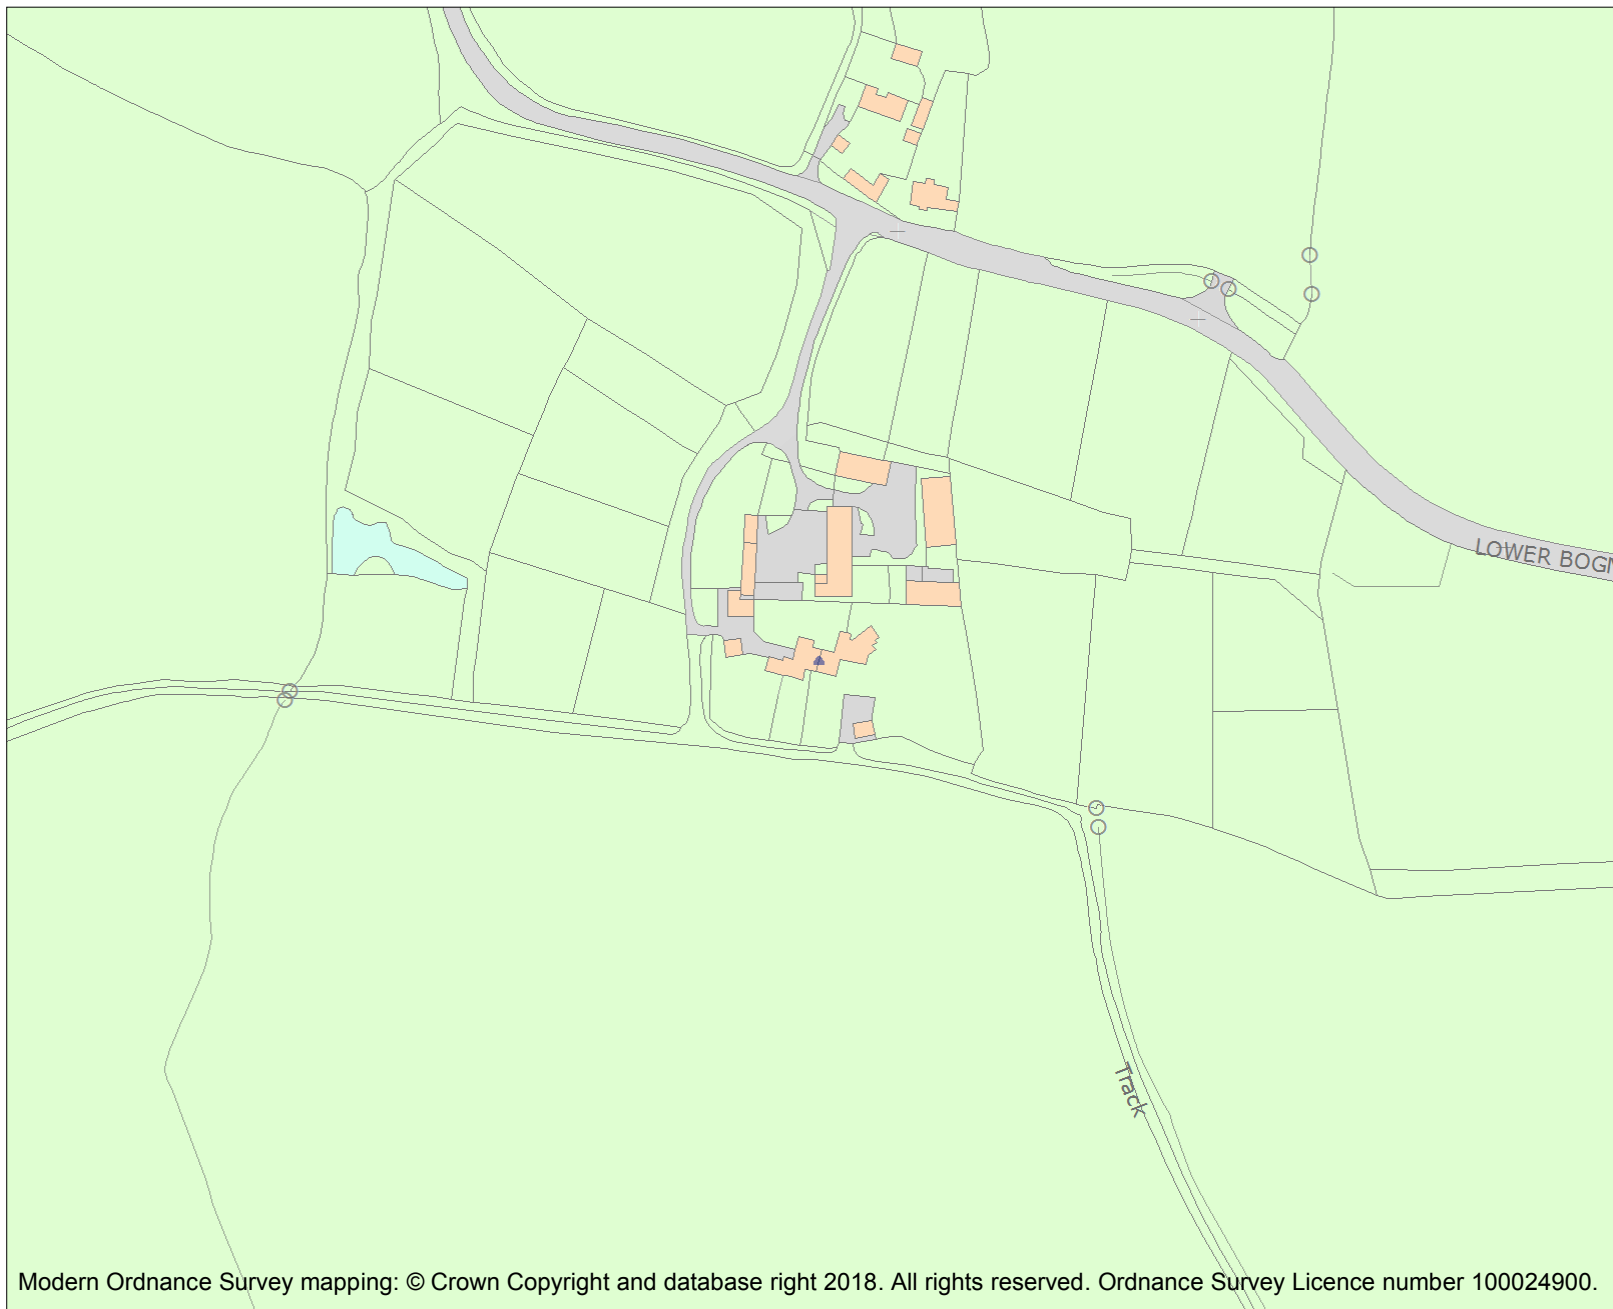 LOWER BOGN
Track
Modern Ordnance Survey mapping: © Crown Copyright and database right 2018. All rights reserved. Ordnance Survey Licence number 100024900.